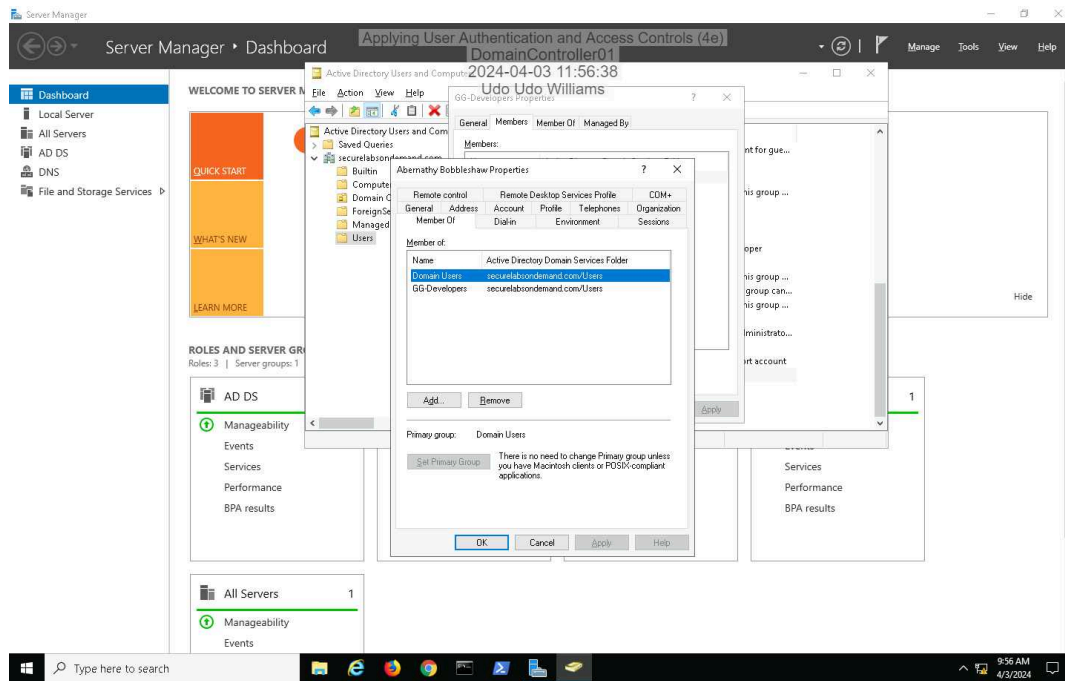 Server Manager
Server Manager • Dashboard
Manage Tools View Help
Applying User Authentication and Access Controls (4e)
DomainController01
2024-04-03 11:56:38
Udo Udo Williams
Dashboard
Local Server
All Servers
AD DS
DNS
File and Storage Services
WELCOME TO SERVER
QUICK START
WHAT'S NEW
LEARN MORE
Hide
ROLES AND SERVER GR
Roles: 3 | Server groups: 1
AD DS
Manageability
Events
Services
Performance
BPA results
1
Services
Performance
BPA results
All Servers 1
Manageability
Events
Active Directory Users and Compu
File Action View Help
Active Directory Users and Com
Saved Queries
securelabsondemand.com
Builtin
Compute
Domain C
ForeignSe
Managed
Users
nt for gue...
his group ...
oper
his group ...
group can...
his group ...
dministrato...
ort account
GG-Developers Properties
General Members Member Of Managed By
Members:
Apply
Abernathy Bobbleshaw Properties
Remote control Remote Desktop Services Profile COM+
General Address Account Profile Telephones Organization
Member Of Dial-in Environment Sessions
Member of:
Name Active Directory Domain Services Folder
Domain Users securelabsondemand.com/Users
GG-Developers securelabsondemand.com/Users
Add... Remove
Primary group: Domain Users
Set Primary Group
There is no need to change Primary group unless
you have Macintosh clients or POSIX-compliant
applications.
OK Cancel Apply Help
Type here to search
9:56 AM
4/3/2024